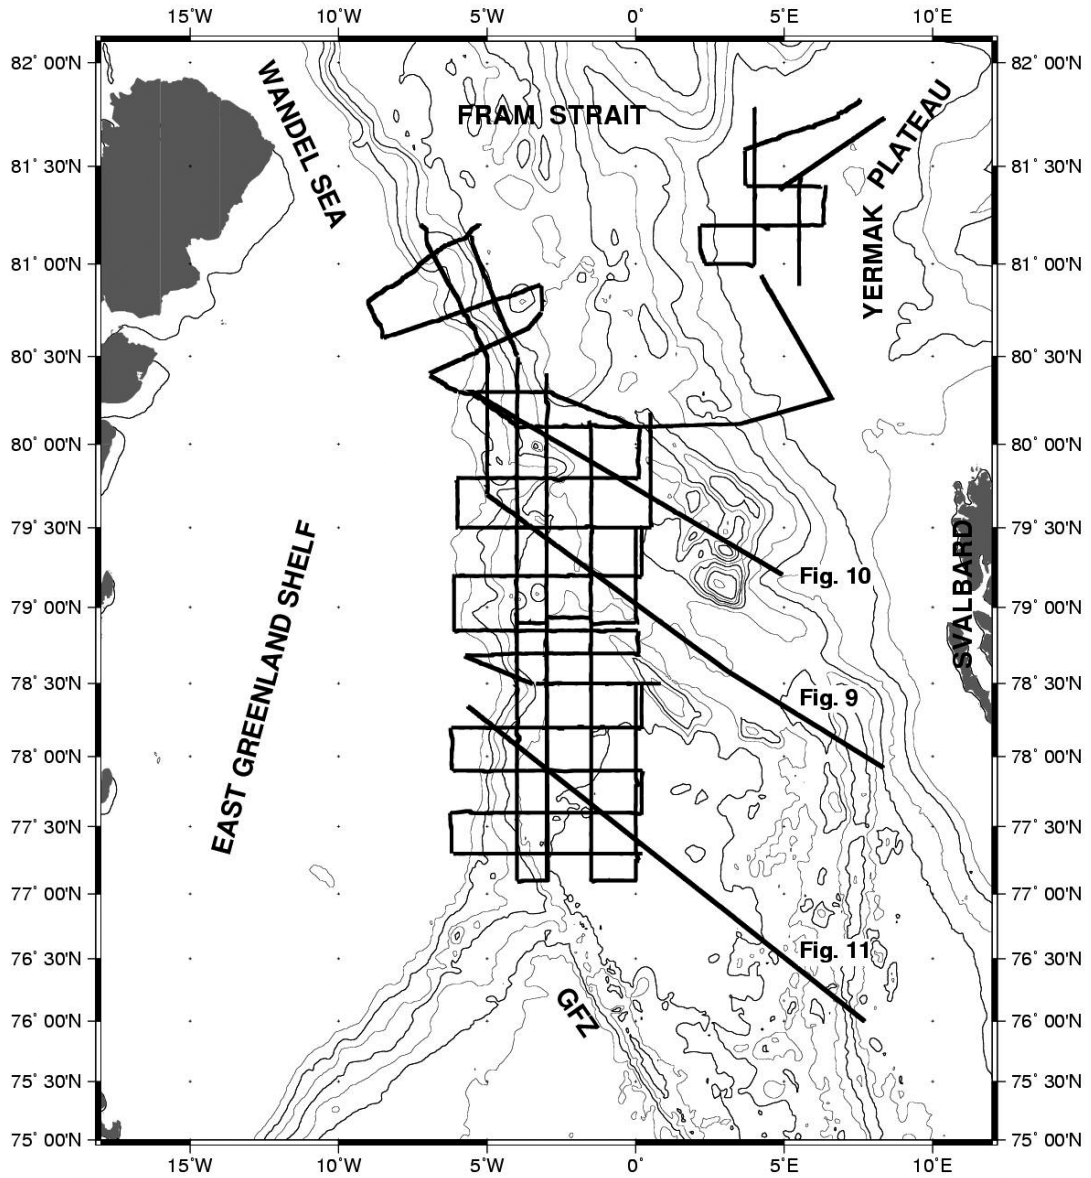 15˚W 10˚W 5˚W 0˚ 5˚E 10˚E
82˚ 00'N 82˚ 00'N
WANDEL SEA
FRAM STRAIT
YERMAK PLATEAU
81˚ 30'N 81˚ 30'N
81˚ 00'N 81˚ 00'N
80˚ 30'N 80˚ 30'N
80˚ 00'N 80˚ 00'N
79˚ 30'N 79˚ 30'N
EAST GREENLAND SHELF
SVALBARD
Fig. 10
79˚ 00'N 79˚ 00'N
78˚ 30'N 78˚ 30'N
Fig. 9
78˚ 00'N 78˚ 00'N
77˚ 30'N 77˚ 30'N
77˚ 00'N 77˚ 00'N
Fig. 11
76˚ 30'N 76˚ 30'N
GFZ
76˚ 00'N 76˚ 00'N
75˚ 30'N 75˚ 30'N
75˚ 00'N 75˚ 00'N
15˚W 10˚W 5˚W 0˚ 5˚E 10˚E